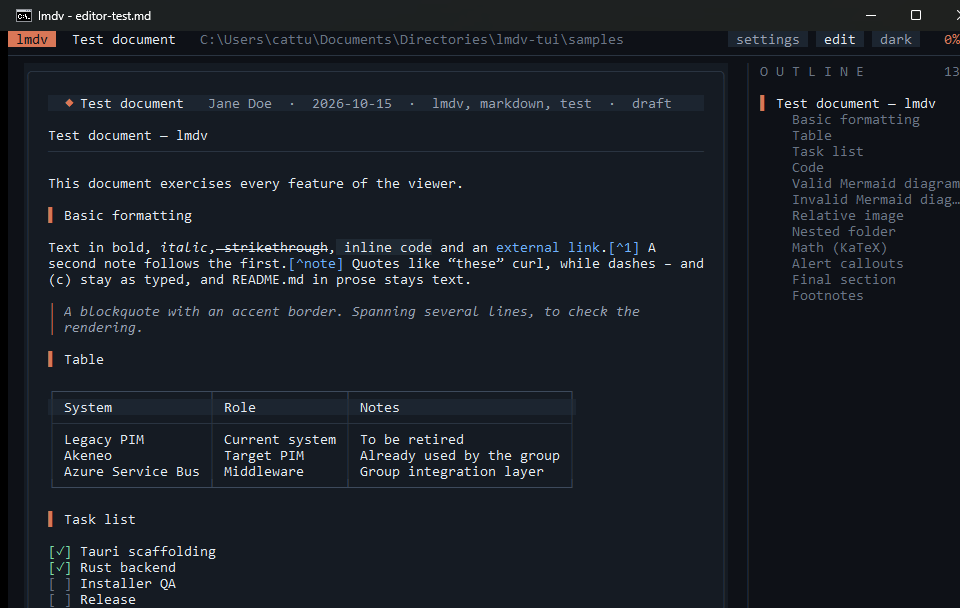 lmdv - editor-test.md
lmdv Test document C:\Users\cattu\Documents\Directories\lmdv-tui\samples settings edit dark 0%
OUTLINE 13
◆ Test document Jane Doe · 2026-10-15 · lmdv, markdown, test · draft
Test document — lmdv
This document exercises every feature of the viewer.
Basic formatting
Text in bold, italic, strikethrough, inline code and an external link.[^1] A
second note follows the first.[^note] Quotes like “these” curl, while dashes – and
(c) stay as typed, and README.md in prose stays text.
A blockquote with an accent border. Spanning several lines, to check the
rendering.
Table
System Role Notes
Legacy PIM Current system To be retired
Akeneo Target PIM Already used by the group
Azure Service Bus Middleware Group integration layer
Task list
[✓] Tauri scaffolding
[✓] Rust backend
[ ] Installer QA
[ ] Release
Test document — lmdv
Basic formatting
Table
Task list
Code
Valid Mermaid diagram
Invalid Mermaid diag…
Relative image
Nested folder
Math (KaTeX)
Alert callouts
Final section
Footnotes